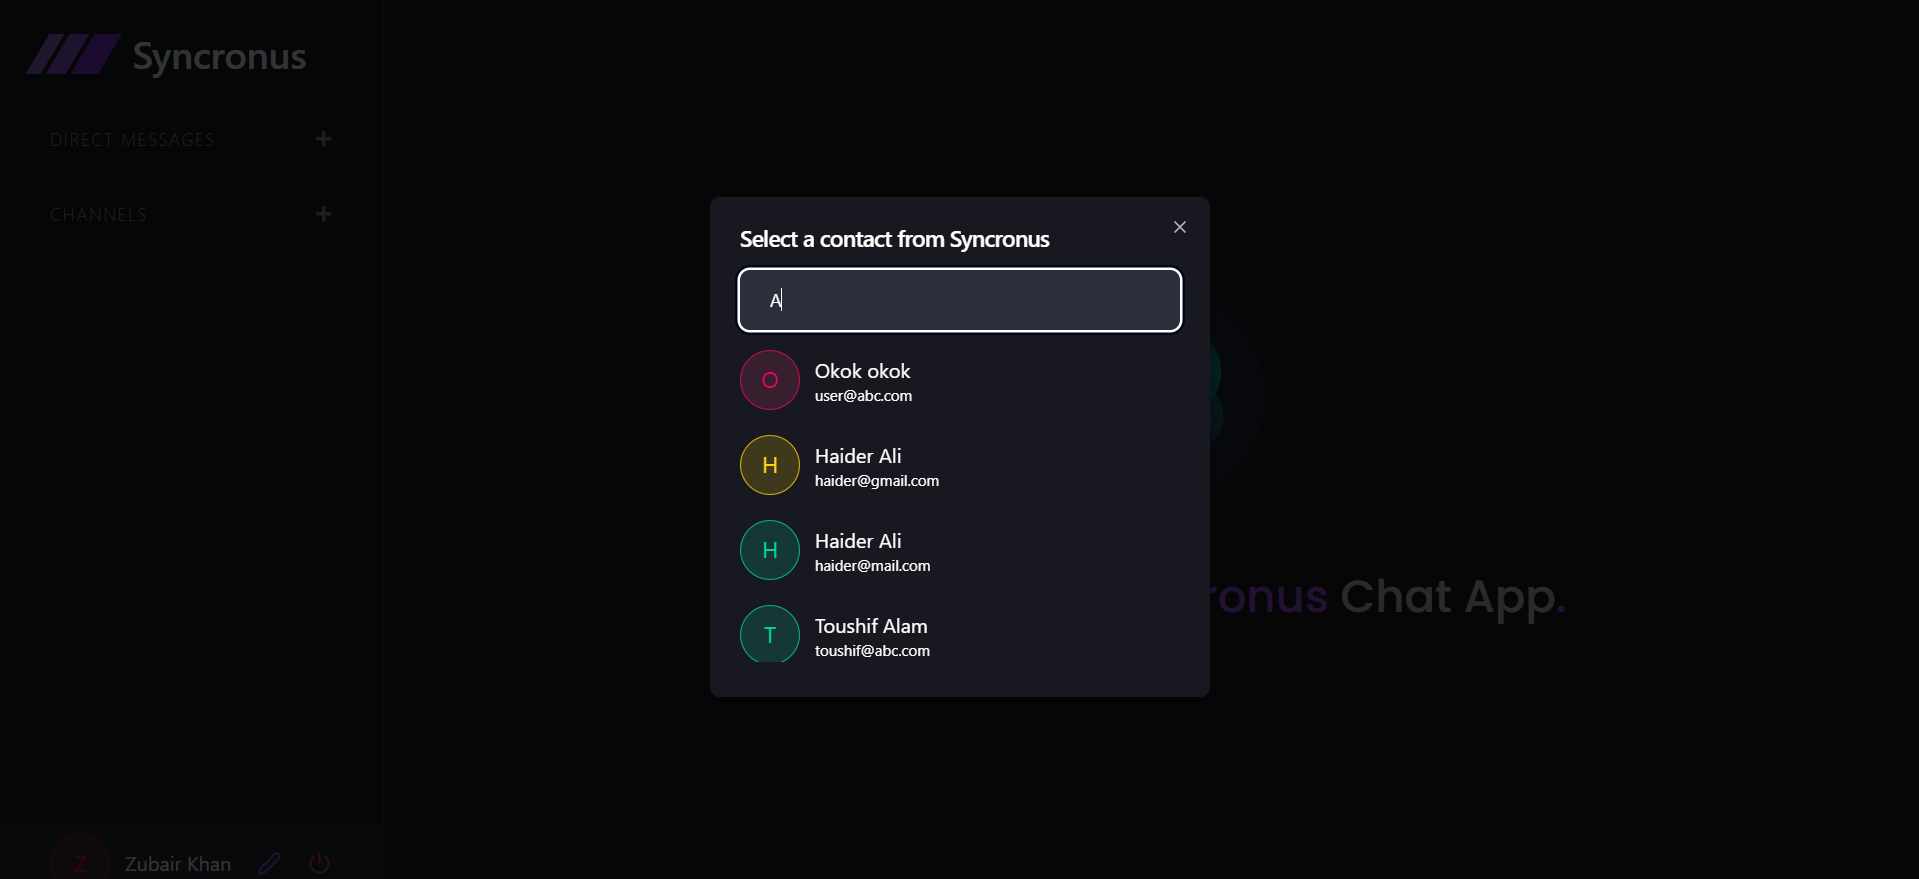 Syncronus
DIRECT MESSAGES
CHANNELS
Select a contact from Syncronus
A
O
Okok okok
user@abc.com
H
Haider Ali
haider@gmail.com
H
Haider Ali
haider@mail.com
T
Toushif Alam
toushif@abc.com
ronus Chat App.
Z
Zubair Khan